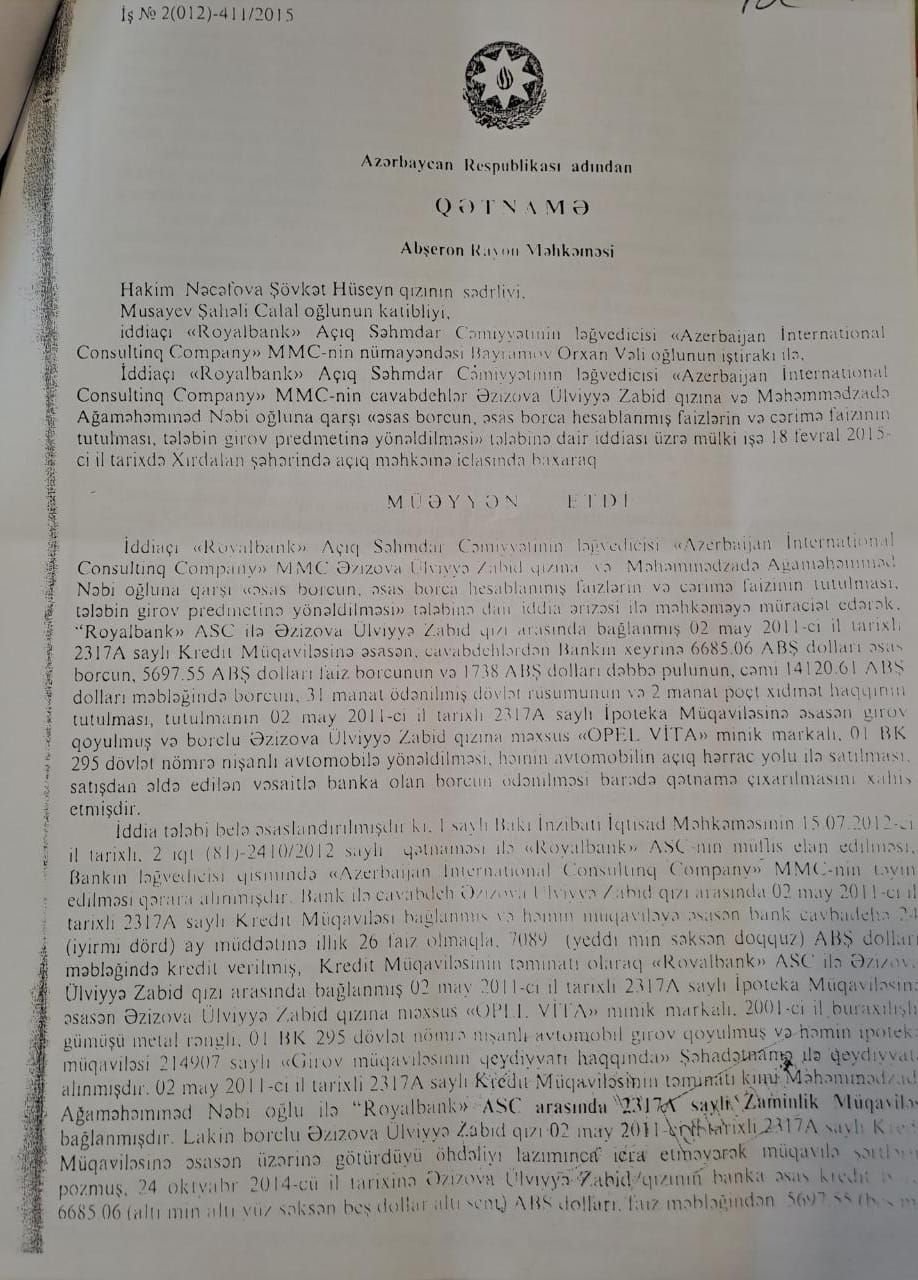 İş № 2(012)-411/2015
Azərbaycan Respublikası adından
QƏTNAMƏ
Abşeron Rayon Məhkəməsi
Hakim Nəcəfova Şövkət Hüseyn qızının sədrliyi,
Musayev Şahəli Cəlal oğlunun katibliyi,
iddiaçı «Royalbank» Açıq Səhmdar Cəmiyyətinin ləğvedicisi «Azerbaijan İnternational
Consultinq Company» MMC-nin nümayəndəsi Bayramov Orxan Vəli oğlunun iştirakı ilə,
İddiaçı «Royalbank» Açıq Səhmdar Cəmiyyətinin ləğvedicisi «Azerbaijan İnternational
Consultinq Company» MMC-nin cavabdehlər Əzizova Ülviyyə Zabid qızına və Məhəmmədzadə
Ağaməhəmməd Nəbi oğluna qarşı «əsas borcun, əsas borca hesablanmış faizlərin və cərimə faizinin
tutulması, tələbin girov predmetinə yönəldilməsi» tələbinə dair iddiası üzrə mülki işə 18 fevral 2015-
ci il tarixdə Xırdalan şəhərində açıq məhkəmə iclasında baxaraq
MÜƏYYƏN ETDİ
İddiaçı «Royalbank» Açıq Səhmdar Cəmiyyətinin ləğvedicisi «Azerbaijan İnternational
Consultinq Company» MMC Əzizova Ülviyyə Zabid qızına və Məhəmmədzadə Ağaməhəmməd
Nəbi oğluna qarşı «əsas borcun, əsas borca hesablanmış faizlərin və cərimə faizinin tutulması,
tələbin girov predmetinə yönəldilməsi» tələbinə dair iddia ərizəsi ilə məhkəməyə müraciət edərək,
"Royalbank» ASC ilə Əzizova Ülviyyə Zabid qızı arasında bağlanmış 02 may 2011-ci il tarixli
2317A saylı Kredit Müqaviləsinə əsasən, cavabdehlərdən Bankın xeyrinə 6685.06 ABŞ dolları əsas
borcun, 5697.55 ABŞ dolları faiz borcunun və 1738 ABŞ dolları dəbbə pulunun, cəmi 14120.61 ABŞ
dolları məbləğində borcun, 31 manat ödənilmiş dövlət rüsumunun və 2 manat poçt xidmət haqqının
tutulması, tutulmanın 02 may 2011-ci il tarixli 2317A saylı İpoteka Müqaviləsinə əsasən girov
qoyulmuş və borclu Əzizova Ülviyyə Zabid qızına məxsus «OPEL VİTA» minik markalı, 01 BK
295 dövlət nömrə nişanlı avtomobilə yönəldilməsi, həmin avtomobilin açıq hərrac yolu ilə satılması,
satışdan əldə edilən vəsaitlə banka olan borcun ödənilməsi barədə qətnamə çıxarılmasını xahiş
etmişdir.
İddia tələbi belə əsaslandırılmışdır ki, 1 saylı Bakı İnzibati İqtisad Məhkəməsinin 15.07.2012-ci
il tarixli, 2 iqt (81)-2410/2012 saylı qətnaməsi ilə «Royalbank» ASC-nin müflis elan edilməsi,
Bankın ləğvedicisi qismində «Azerbaijan İnternational Consultinq Company» MMC-nin təyin
edilməsi qərara alınmışdır. Bank ilə cavabdeh Əzizova Ülviyyə Zabid qızı arasında 02 may 2011-ci il
tarixli 2317A saylı Kredit Müqaviləsi bağlanmış və həmin müqaviləyə əsasən bank cavbadehə 24
(iyirmi dörd) ay müddətinə illik 26 faiz olmaqla, 7089 (yeddi min səksən doqquz) ABŞ dolları
məbləğində kredit verilmiş, Kredit Müqaviləsinin təminatı olaraq «Royalbank» ASC ilə Əzizova
Ülviyyə Zabid qızı arasında bağlanmış 02 may 2011-ci il tarixli 2317A saylı İpoteka Müqaviləsinə
əsasən Əzizova Ülviyyə Zabid qızına məxsus «OPEL VİTA» minik markalı, 2001-ci il buraxılışlı
gümüşü metal rəngli, 01 BK 295 dövlət nömrə nişanlı avtomobil girov qoyulmuş və həmin ipoteka
müqaviləsi 214907 saylı «Girov müqaviləsinin qeydiyyatı haqqında» Şəhadətnamə ilə qeydiyyata
alınmışdır. 02 may 2011-ci il tarixli 2317A saylı Kredit Müqaviləsinin təminatı kimi Məhəmmədzad
Ağaməhəmməd Nəbi oğlu ilə "Royalbank» ASC arasında 2317A saylı Zaminlik Müqavilə
bağlanmışdır. Lakin borclu Əzizova Ülviyyə Zabid qızı 02 may 2011-ci il tarixli 2317A saylı Kred
Müqaviləsinə əsasən üzərinə götürdüyü öhdəliyi lazımınca icra etməyərək müqavilə şərtləri
pozmuş, 24 oktyabr 2014-cü il tarixinə Əzizova Ülviyyə Zabid qızının banka əsas kredit
6685.06 (altı min altı yüz səksən beş dollar altı sent) ABŞ dolları, faiz məbləğindən 5697.55